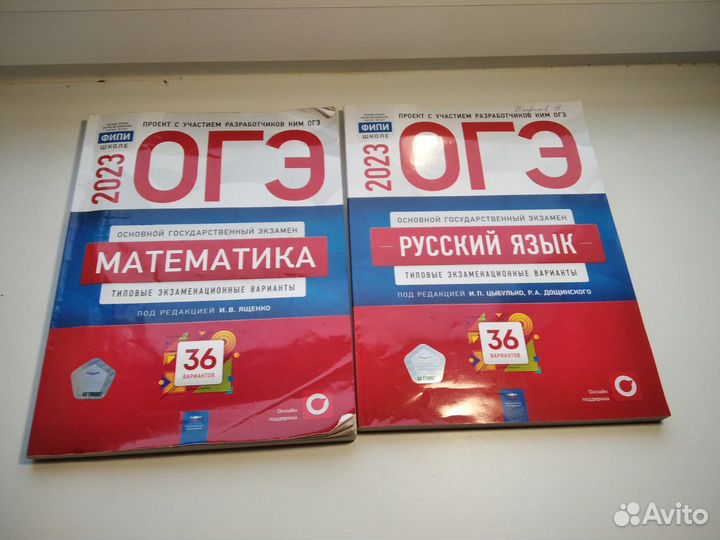 ПРОЕКТ С УЧАСТИЕМ РАЗРАБОТЧИКОВ КИМ ОГЭ
ФИПИ
ШКОЛЕ
2023
ОГЭ
ОСНОВНОЙ ГОСУДАРСТВЕННЫЙ ЭКЗАМЕН
МАТЕМАТИКА
ТИПОВЫЕ ЭКЗАМЕНАЦИОННЫЕ ВАРИАНТЫ
ПОД РЕДАКЦИЕЙ И. В. ЯЩЕНКО
36
ВАРИАНТОВ
Онлайн
поддержка
ПРОЕКТ С УЧАСТИЕМ РАЗРАБОТЧИКОВ КИМ ОГЭ
ФИПИ
ШКОЛЕ
2023
ОГЭ
ОСНОВНОЙ ГОСУДАРСТВЕННЫЙ ЭКЗАМЕН
РУССКИЙ ЯЗЫК
ТИПОВЫЕ ЭКЗАМЕНАЦИОННЫЕ ВАРИАНТЫ
ПОД РЕДАКЦИЕЙ И.П. ЦЫБУЛЬКО, Р.А. ДОЩИНСКОГО
36
ВАРИАНТОВ
Онлайн
поддержка
Avito